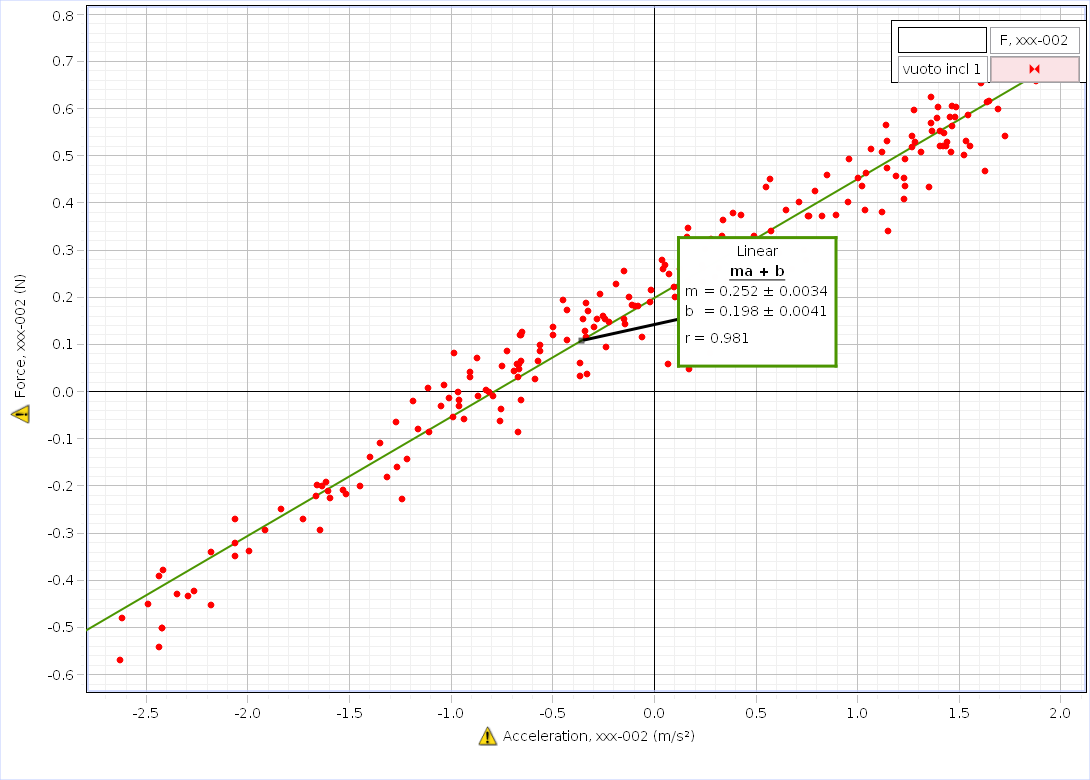 0.8
0.7
0.6
0.5
0.4
0.3
0.2
0.1
0.0
-0.1
-0.2
-0.3
-0.4
-0.5
-0.6
Force, xxx-002 (N)
F, xxx-002
vuoto incl 1
Linear
ma + b
m = 0.252 ± 0.0034
b = 0.198 ± 0.0041
r = 0.981
-2.5 -2.0 -1.5 -1.0 -0.5 0.0 0.5 1.0 1.5 2.0
Acceleration, xxx-002 (m/s²)